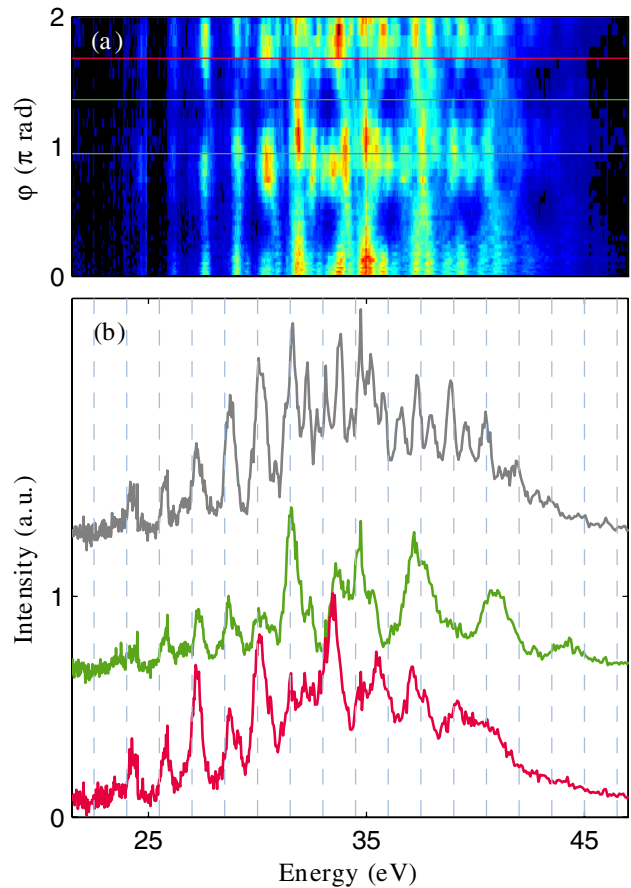 2
(a)
φ (π rad)
1
0
(b)
Intensity (a.u.)
1
0
25
35
45
Energy (eV)